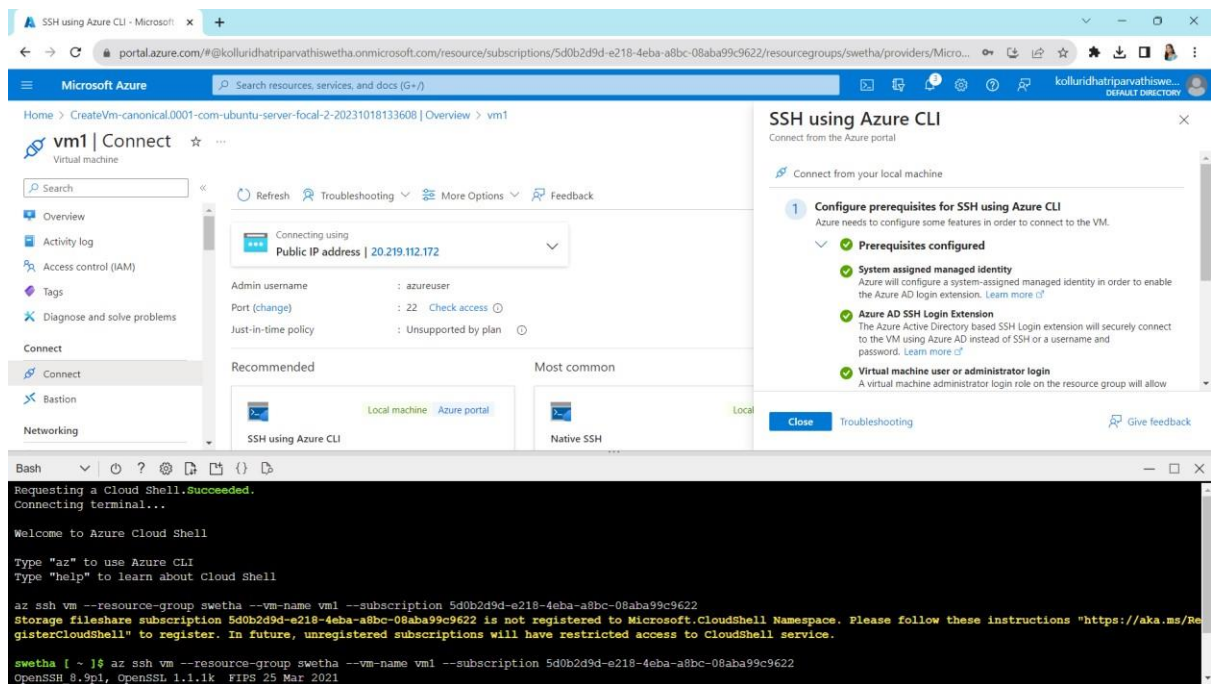 SSH using Azure CLI - Microsoft
portal.azure.com/#@kolluridhatriparvathiswetha.onmicrosoft.com/resource/subscriptions/5d0b2d9d-e218-4eba-a8bc-08aba99c9622/resourcegroups/swetha/providers/Micro...
Microsoft Azure
Search resources, services, and docs (G+/)
3
kolluridhatriparvathiswe...
DEFAULT DIRECTORY
Home > CreateVm-canonical.0001-com-ubuntu-server-focal-2-20231018133608 | Overview > vm1
vm1 | Connect
Virtual machine
Search
Overview
Activity log
Access control (IAM)
Tags
Diagnose and solve problems
Connect
Connect
Bastion
Networking
Refresh Troubleshooting More Options Feedback
Connecting using
Public IP address | 20.219.112.172
Admin username : azureuser
Port (change) : 22 Check access
Just-in-time policy : Unsupported by plan
Recommended
Most common
Local machine Azure portal
SSH using Azure CLI
Local
Native SSH
SSH using Azure CLI
Connect from the Azure portal
Connect from your local machine
1 Configure prerequisites for SSH using Azure CLI
Azure needs to configure some features in order to connect to the VM.
Prerequisites configured
System assigned managed identity
Azure will configure a system-assigned managed identity in order to enable
the Azure AD login extension. Learn more
Azure AD SSH Login Extension
The Azure Active Directory based SSH Login extension will securely connect
to the VM using Azure AD instead of SSH or a username and
password. Learn more
Virtual machine user or administrator login
A virtual machine administrator login role on the resource group will allow
Close Troubleshooting Give feedback
Bash
Requesting a Cloud Shell.Succeeded.
Connecting terminal...
Welcome to Azure Cloud Shell
Type "az" to use Azure CLI
Type "help" to learn about Cloud Shell
az ssh vm --resource-group swetha --vm-name vm1 --subscription 5d0b2d9d-e218-4eba-a8bc-08aba99c9622
Storage fileshare subscription 5d0b2d9d-e218-4eba-a8bc-08aba99c9622 is not registered to Microsoft.CloudShell Namespace. Please follow these instructions "https://aka.ms/Re
gisterCloudShell" to register. In future, unregistered subscriptions will have restricted access to CloudShell service.
swetha [ ~ ]$ az ssh vm --resource-group swetha --vm-name vm1 --subscription 5d0b2d9d-e218-4eba-a8bc-08aba99c9622
OpenSSH_8.9p1, OpenSSL 1.1.1k FIPS 25 Mar 2021